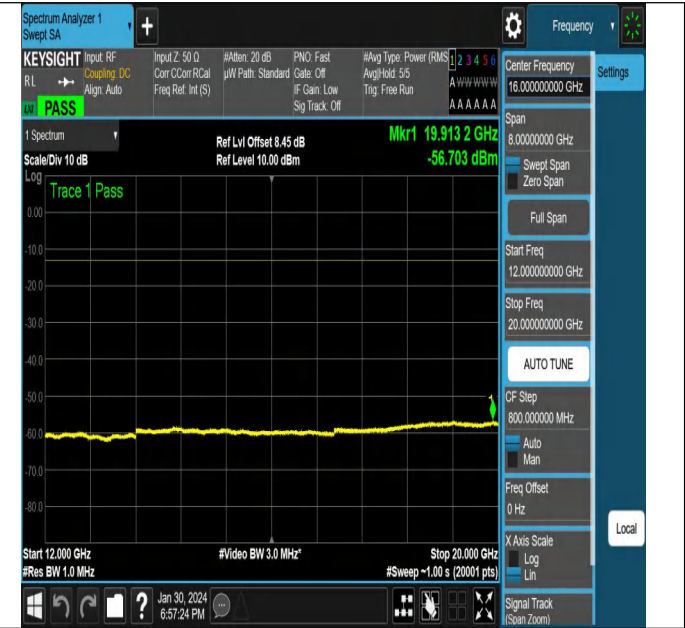 Spectrum Analyzer 1
Swept SA
+
Frequency
KEYSIGHT
Input: RF
Coupling: DC
Align: Auto
Input Z: 50 Ω
Corr CCorr RCal
Freq Ref: Int (S)
#Atten: 20 dB
µW Path: Standard
PNO: Fast
Gate: Off
IF Gain: Low
Sig Track: Off
#Avg Type: Power (RMS
Avg|Hold: 5/5
Trig: Free Run
1 2 3 4 5 6
A W W W W W
A A A A A A
RL
LXI
PASS
1 Spectrum
Scale/Div 10 dB
Log
Ref Lvl Offset 8.45 dB
Ref Level 10.00 dBm
Mkr1 19.913 2 GHz
-56.703 dBm
Trace 1 Pass
0.00
-10.0
-20.0
-30.0
-40.0
-50.0
-60.0
-70.0
-80.0
1
Start 12.000 GHz
#Res BW 1.0 MHz
#Video BW 3.0 MHz*
Stop 20.000 GHz
#Sweep ~1.00 s (20001 pts)
Jan 30, 2024
6:57:24 PM
?
Center Frequency
16.000000000 GHz
Span
8.00000000 GHz
Swept Span
Zero Span
Full Span
Start Freq
12.000000000 GHz
Stop Freq
20.000000000 GHz
AUTO TUNE
CF Step
800.000000 MHz
Auto
Man
Freq Offset
0 Hz
X Axis Scale
Log
Lin
Signal Track
(Span Zoom)
Settings
Local